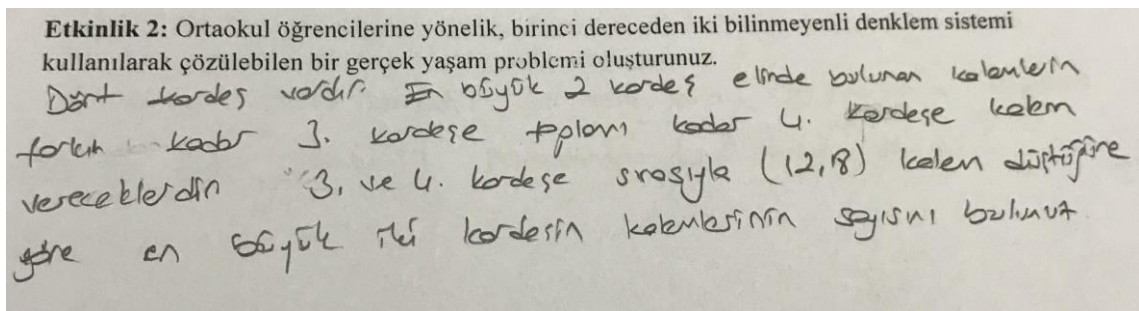 Etkinlik 2: Ortaokul öğrencilerine yönelik, birinci dereceden iki bilinmeyenli denklem sistemi
kullanılarak çözülebilen bir gerçek yaşam problemi oluşturunuz.
Dört kardeş vardır. En büyük 2 kardeş elinde bulunan kalemlerin
farkın kadar 3. kardeşe toplamı kadar 4. kardeşe kalem
vereceklerdir. 3. ve 4. kardeşe sırasıyla (12,18) kalem düştüğüne
göre en büyük iki kardeşin kalemlerinin sayısını bulunuz.